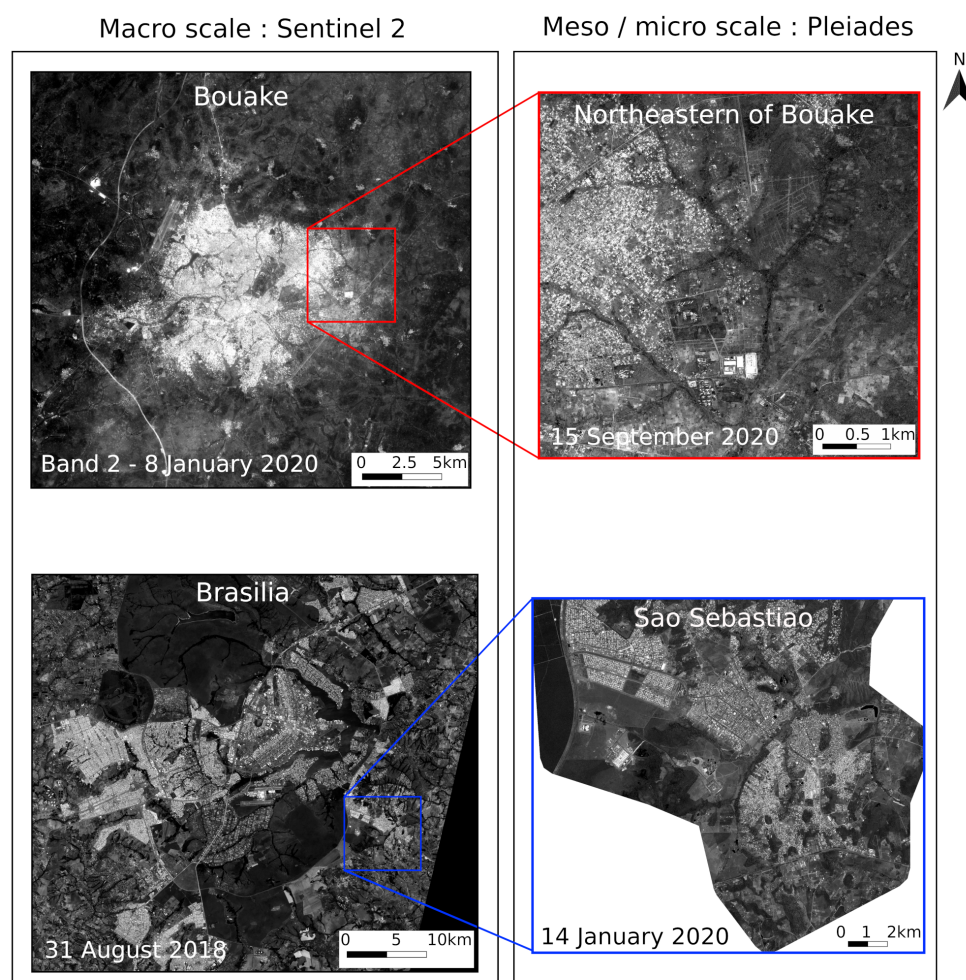 Macro scale : Sentinel 2
Meso / micro scale : Pleiades
N
Bouake
Band 2 - 8 January 2020
0 2.5 5km
Northeastern of Bouake
15 September 2020
0 0.5 1km
Brasilia
31 August 2018
0 5 10km
Sao Sebastiao
14 January 2020
0 1 2km